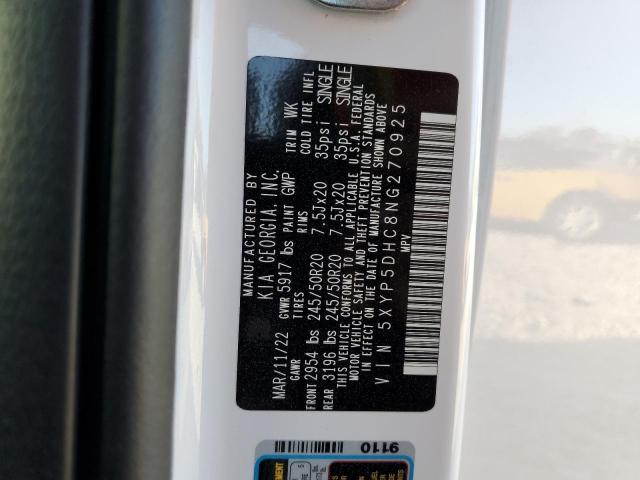 MANUFACTURED BY
KIA GEORGIA, INC.
MAR/11/22 GVWR 5917 lbs PAINT GWP TRIM WK
GAWR TIRES RIMS COLD TIRE INFL
FRONT 2954 lbs 245/50R20 7.5Jx20 35psi SINGLE
REAR 3196 lbs 245/50R20 7.5Jx20 35psi SINGLE
THIS VEHICLE CONFORMS TO ALL APPLICABLE U.S.A. FEDERAL
MOTOR VEHICLE SAFETY AND THEFT PREVENTION STANDARDS
IN EFFECT ON THE DATE OF MANUFACTURE SHOWN ABOVE
VIN 5XYP5DHC8NG270925
MPV
9110